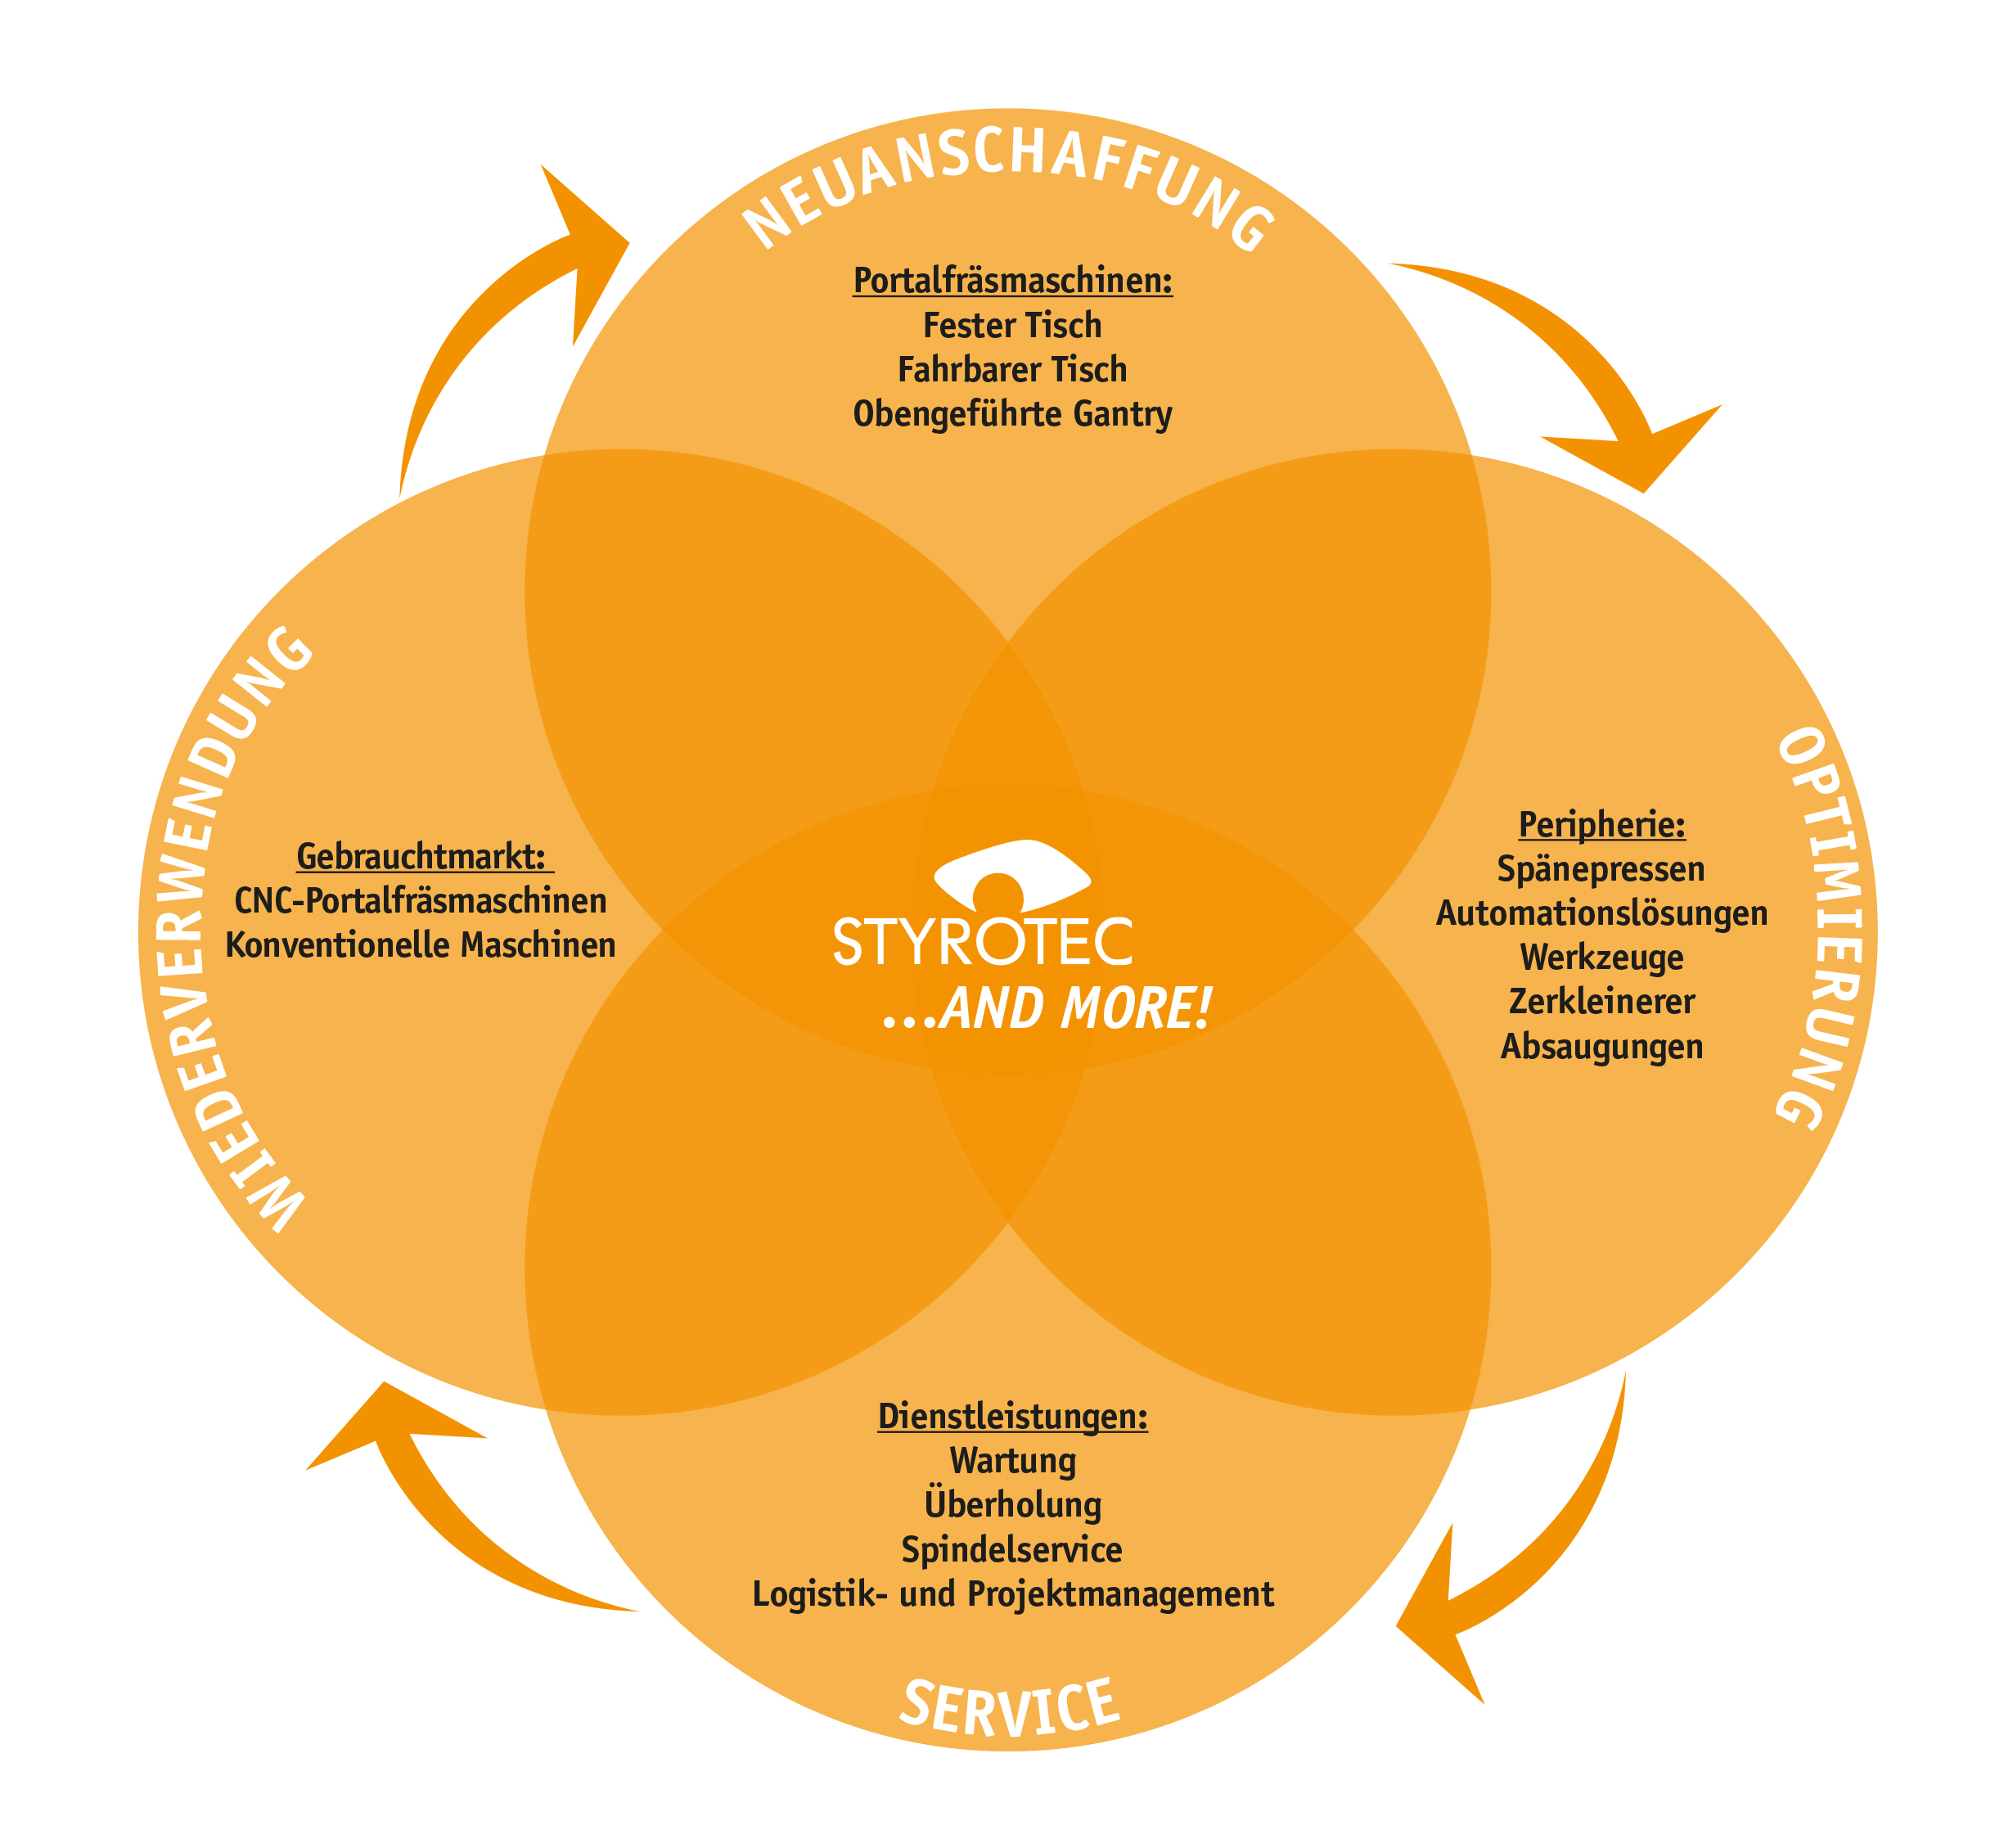 NEUANSCHAFFUNG
Portalfräsmaschinen:
Fester Tisch
Fahrbarer Tisch
Obengeführte Gantry
WIEDERVERWENDUNG
Gebrauchtmarkt:
CNC-Portalfräsmaschinen
Konventionelle Maschinen
STYROTEC
...AND MORE!
OPTIMIERUNG
Peripherie:
Spänepressen
Automationslösungen
Werkzeuge
Zerkleinerer
Absaugungen
Dienstleistungen:
Wartung
Überholung
Spindelservice
Logistik- und Projektmanagement
SERVICE